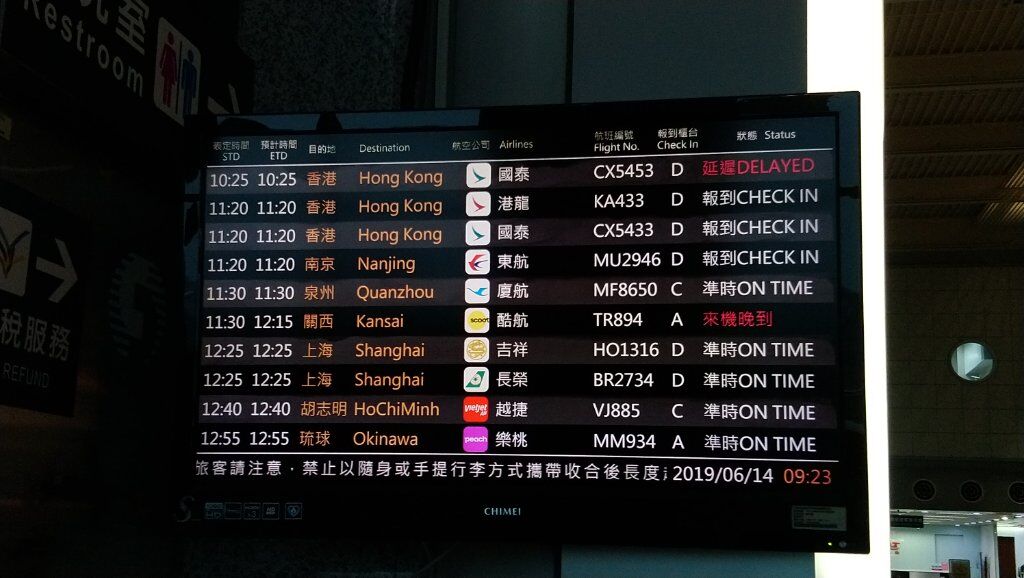 室
Restroom
表定時間 預計時間 目的地 Destination 航空公司 Airlines 航班編號 報到櫃台 狀態 Status
STD ETD Flight No. Check In
10:25 10:25 香港 Hong Kong 國泰 CX5453 D 延遲DELAYED
11:20 11:20 香港 Hong Kong 港龍 KA433 D 報到CHECK IN
11:20 11:20 香港 Hong Kong 國泰 CX5433 D 報到CHECK IN
11:20 11:20 南京 Nanjing 東航 MU2946 D 報到CHECK IN
11:30 11:30 泉州 Quanzhou 廈航 MF8650 C 準時ON TIME
11:30 12:15 關西 Kansai scoot 酷航 TR894 A 來機晚到
12:25 12:25 上海 Shanghai 吉祥 HO1316 D 準時ON TIME
12:25 12:25 上海 Shanghai 長榮 BR2734 D 準時ON TIME
12:40 12:40 胡志明 HoChiMinh vietjet 越捷 VJ885 C 準時ON TIME
12:55 12:55 琉球 Okinawa peach 樂桃 MM934 A 準時ON TIME
旅客請注意，禁止以隨身或手提行李方式攜帶收合後長度 2019/06/14 09:23
CHIMEI
稅服務
REFUND